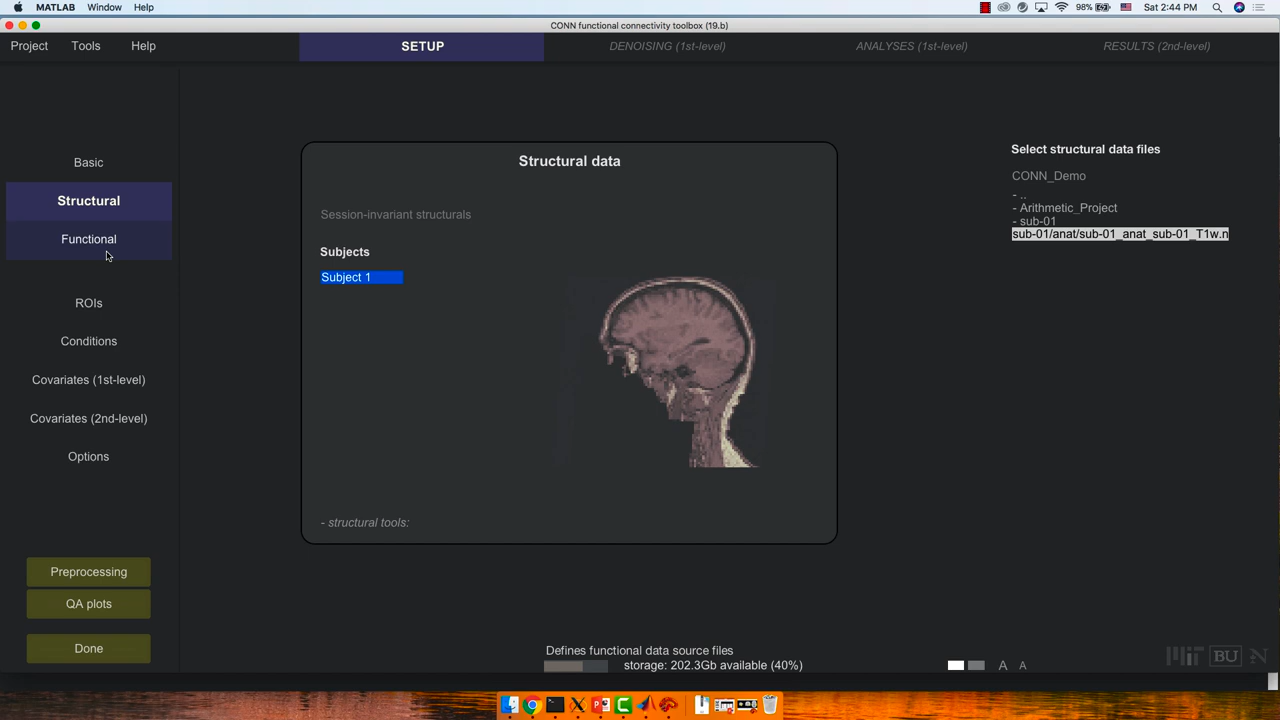 MATLAB Window Help
98% Sat 2:44 PM
CONN functional connectivity toolbox (19.b)
Project Tools Help
SETUP
DENOISING (1st-level)
ANALYSES (1st-level)
RESULTS (2nd-level)
Basic
Structural
Functional
ROIs
Conditions
Covariates (1st-level)
Covariates (2nd-level)
Options
Preprocessing
QA plots
Done
Structural data
Session-invariant structurals
Subjects
Subject 1
- structural tools:
Select structural data files
CONN_Demo
- ..
- Arithmetic_Project
- sub-01
sub-01/anat/sub-01_anat_sub-01_T1w.n
Defines functional data source files
storage: 202.3Gb available (40%)
A A
MIT BU N